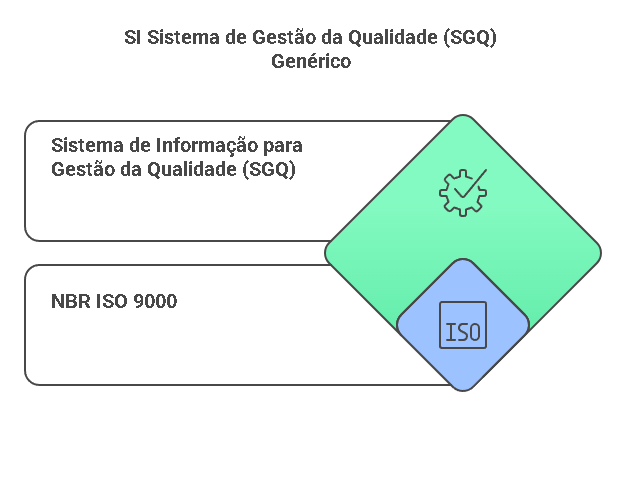 SI Sistema de Gestão da Qualidade (SGQ)
Genérico
Sistema de Informação para
Gestão da Qualidade (SGQ)
NBR ISO 9000
ISO